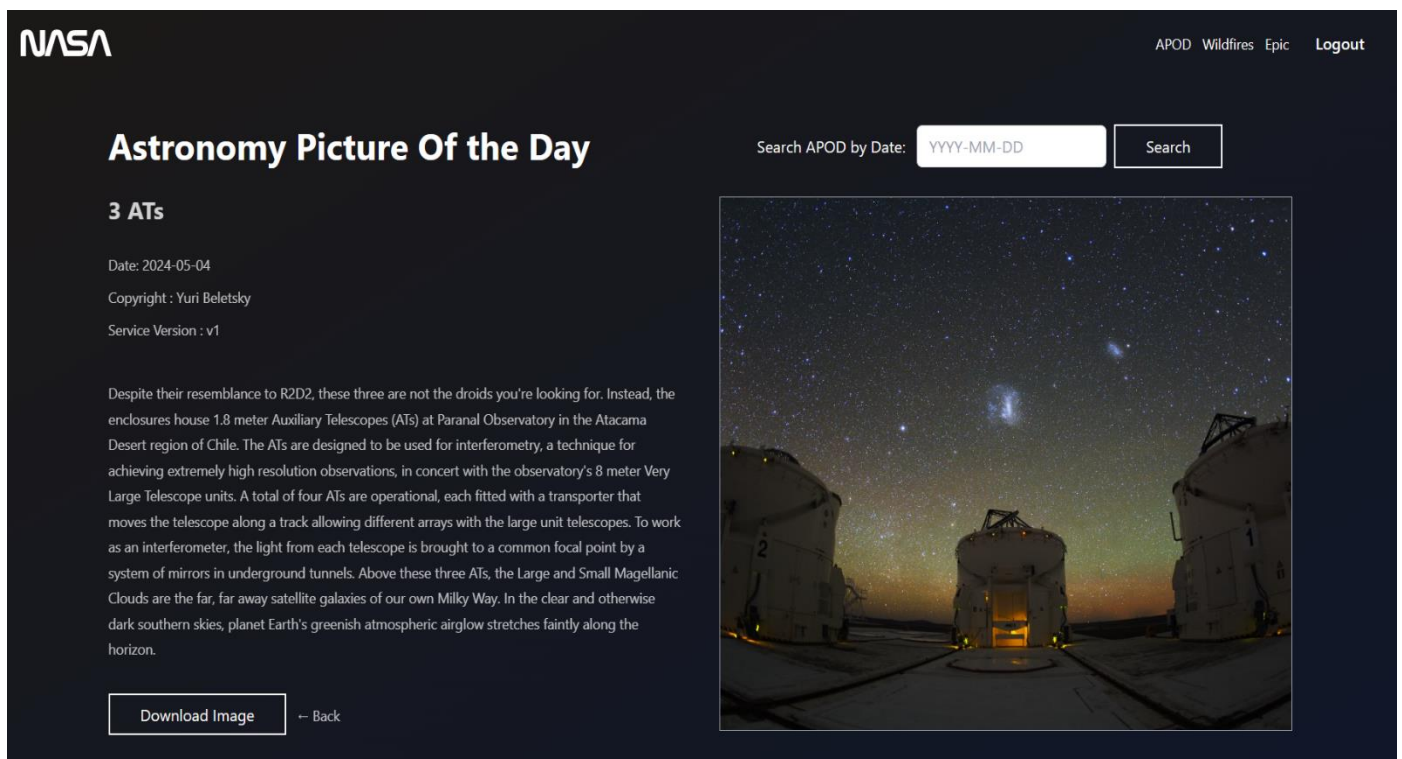 NASA
APOD Wildfires Epic Logout
Astronomy Picture Of the Day
Search APOD by Date: YYYY-MM-DD Search
3 ATs
Date: 2024-05-04
Copyright : Yuri Beletsky
Service Version : v1
Despite their resemblance to R2D2, these three are not the droids you're looking for. Instead, the
enclosures house 1.8 meter Auxiliary Telescopes (ATs) at Paranal Observatory in the Atacama
Desert region of Chile. The ATs are designed to be used for interferometry, a technique for
achieving extremely high resolution observations, in concert with the observatory's 8 meter Very
Large Telescope units. A total of four ATs are operational, each fitted with a transporter that
moves the telescope along a track allowing different arrays with the large unit telescopes. To work
as an interferometer, the light from each telescope is brought to a common focal point by a
system of mirrors in underground tunnels. Above these three ATs, the Large and Small Magellanic
Clouds are the far, far away satellite galaxies of our own Milky Way. In the clear and otherwise
dark southern skies, planet Earth's greenish atmospheric airglow stretches faintly along the
horizon.
Download Image ← Back
2
1